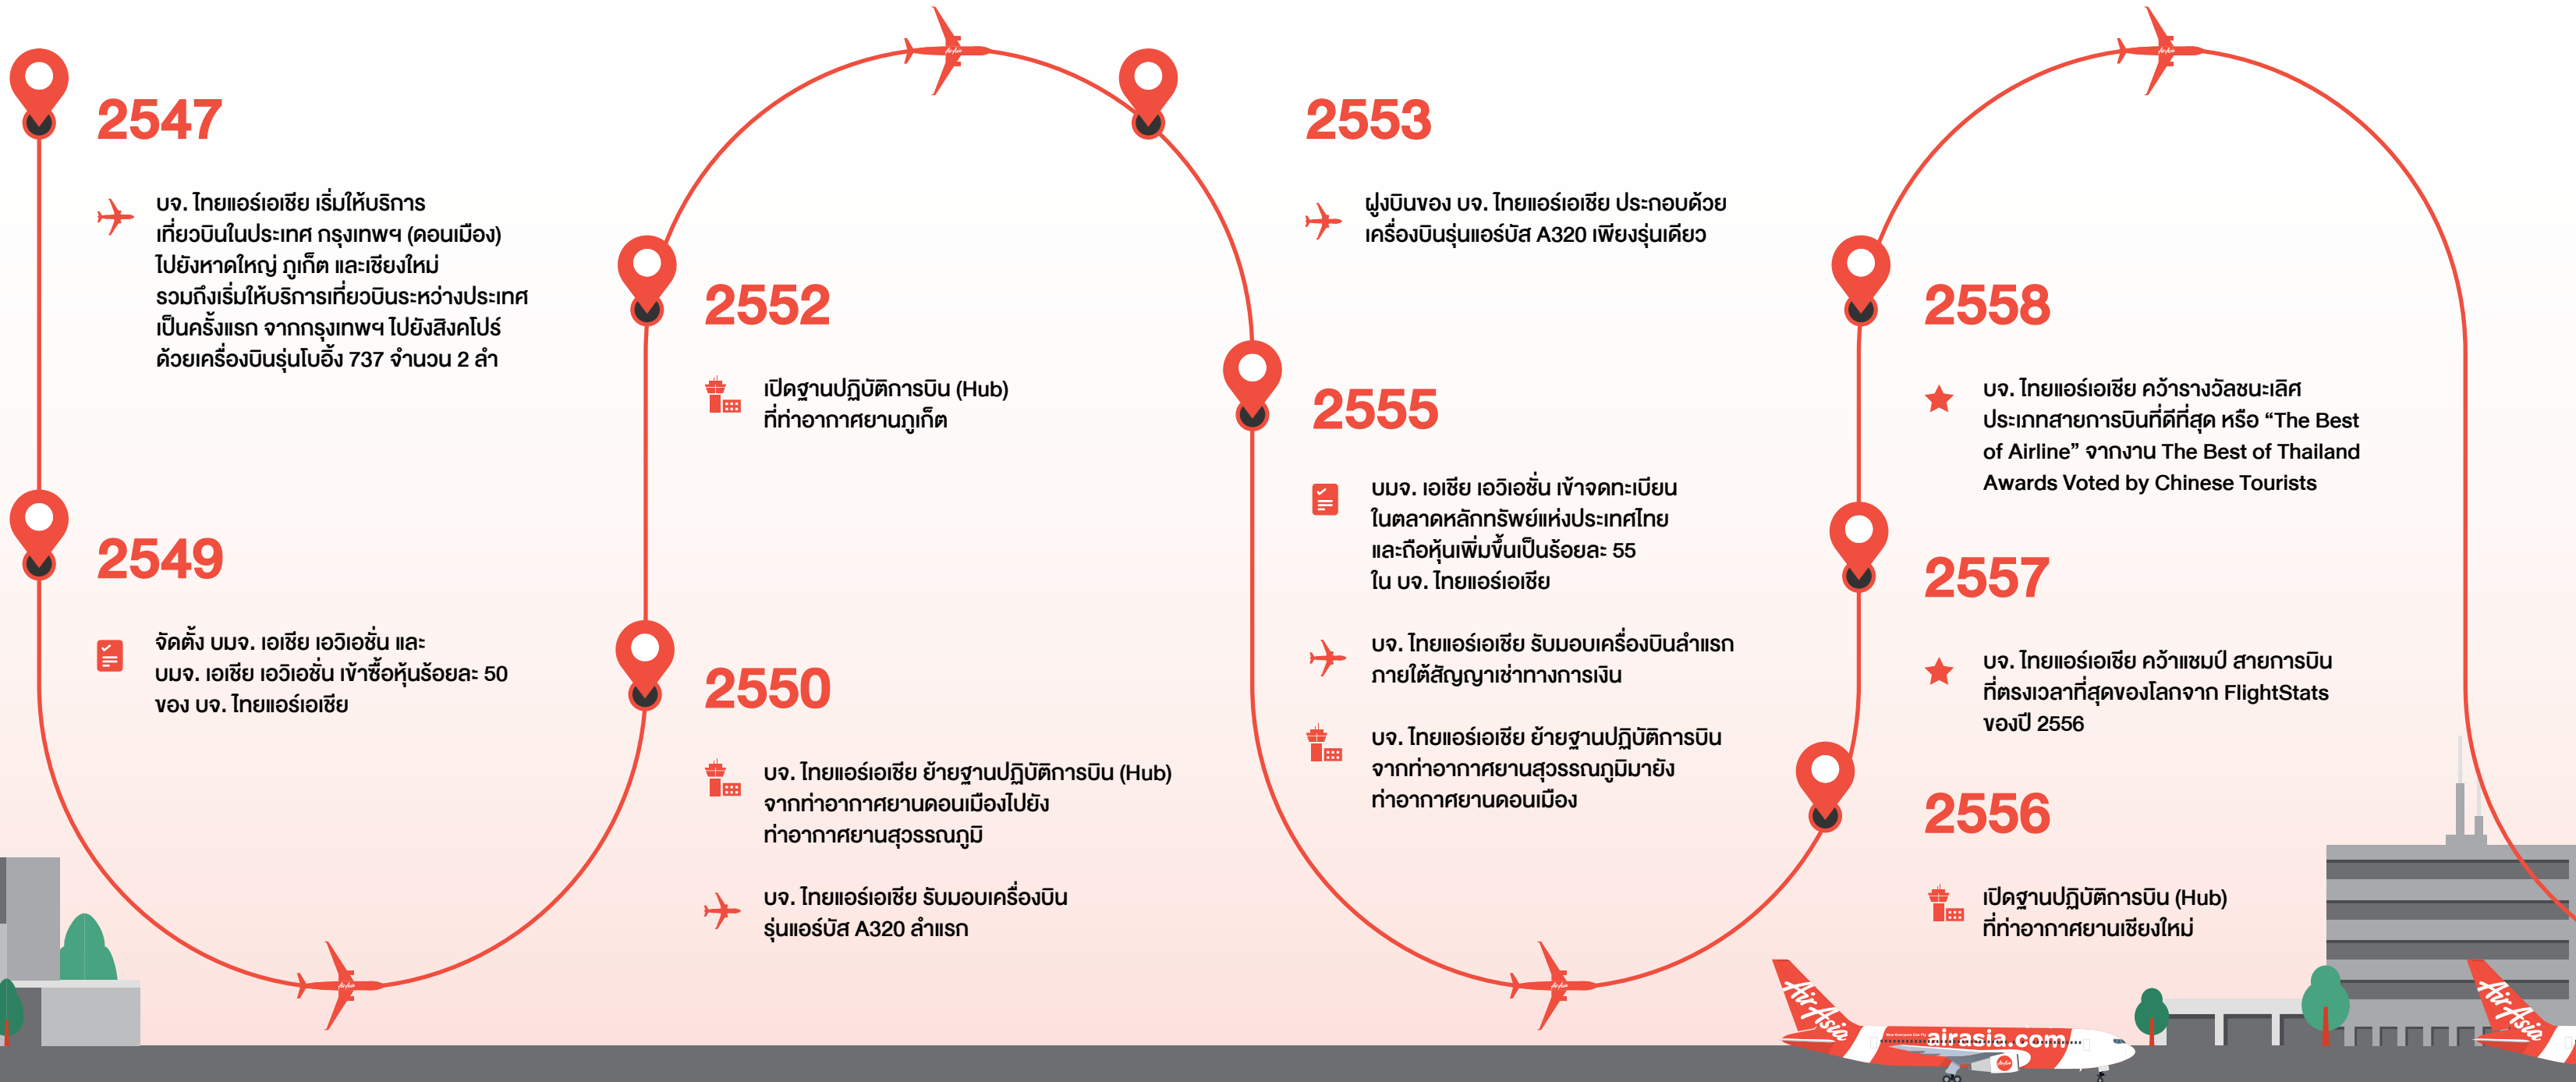 2547
บจ. ไทยแอร์เอเชีย เริ่มให้บริการ
เที่ยวบินในประเทศ กรุงเทพฯ (ดอนเมือง)
ไปยังหาดใหญ่ ภูเก็ต และเชียงใหม่
รวมถึงเริ่มให้บริการเที่ยวบินระหว่างประเทศ
เป็นครั้งแรก จากกรุงเทพฯ ไปยังสิงคโปร์
ด้วยเครื่องบินรุ่นโบอิ้ง 737 จำนวน 2 ลำ
2549
จัดตั้ง บมจ. เอเชีย เอวิเอชั่น และ
บมจ. เอเชีย เอวิเอชั่น เข้าซื้อหุ้นร้อยละ 50
ของ บจ. ไทยแอร์เอเชีย
2550
บจ. ไทยแอร์เอเชีย ย้ายฐานปฏิบัติการบิน (Hub)
จากท่าอากาศยานดอนเมืองไปยัง
ท่าอากาศยานสุวรรณภูมิ
บจ. ไทยแอร์เอเชีย รับมอบเครื่องบิน
รุ่นแอร์บัส A320 ลำแรก
2552
เปิดฐานปฏิบัติการบิน (Hub)
ที่ท่าอากาศยานภูเก็ต
2553
ฝูงบินของ บจ. ไทยแอร์เอเชีย ประกอบด้วย
เครื่องบินรุ่นแอร์บัส A320 เพียงรุ่นเดียว
2555
บมจ. เอเชีย เอวิเอชั่น เข้าจดทะเบียน
ในตลาดหลักทรัพย์แห่งประเทศไทย
และถือหุ้นเพิ่มขึ้นเป็นร้อยละ 55
ใน บจ. ไทยแอร์เอเชีย
บจ. ไทยแอร์เอเชีย รับมอบเครื่องบินลำแรก
ภายใต้สัญญาเช่าทางการเงิน
บจ. ไทยแอร์เอเชีย ย้ายฐานปฏิบัติการบิน
จากท่าอากาศยานสุวรรณภูมิมายัง
ท่าอากาศยานดอนเมือง
2556
เปิดฐานปฏิบัติการบิน (Hub)
ที่ท่าอากาศยานเชียงใหม่
2557
บจ. ไทยแอร์เอเชีย คว้าแชมป์ สายการบิน
ที่ตรงเวลาที่สุดของโลกจาก FlightStats
ของปี 2556
2558
บจ. ไทยแอร์เอเชีย คว้ารางวัลชนะเลิศ
ประเภทสายการบินที่ดีที่สุด หรือ “The Best
of Airline” จากงาน The Best of Thailand
Awards Voted by Chinese Tourists
AirAsia
airasia.com
AirAsia